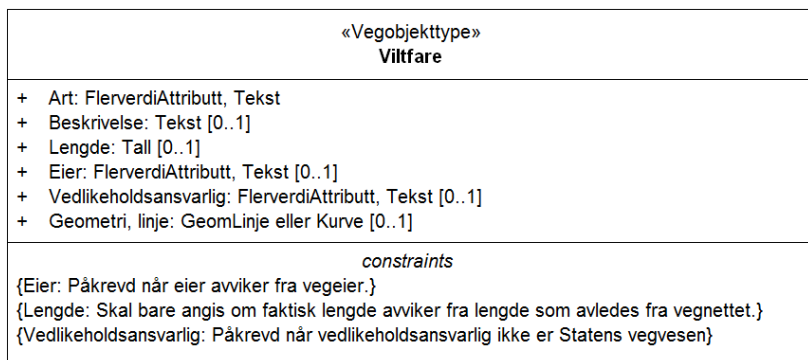 «Vegobjekttype»
Viltfare
+ Art: FlerverdiAttributt, Tekst
+ Beskrivelse: Tekst [0..1]
+ Lengde: Tall [0..1]
+ Eier: FlerverdiAttributt, Tekst [0..1]
+ Vedlikeholdsansvarlig: FlerverdiAttributt, Tekst [0..1]
+ Geometri, linje: GeomLinje eller Kurve [0..1]
constraints
{Eier: Påkrevd når eier avviker fra vegeier.}
{Lengde: Skal bare angis om faktisk lengde avviker fra lengde som avledes fra vegnettet.}
{Vedlikeholdsansvarlig: Påkrevd når vedlikeholdsansvarlig ikke er Statens vegvesen}